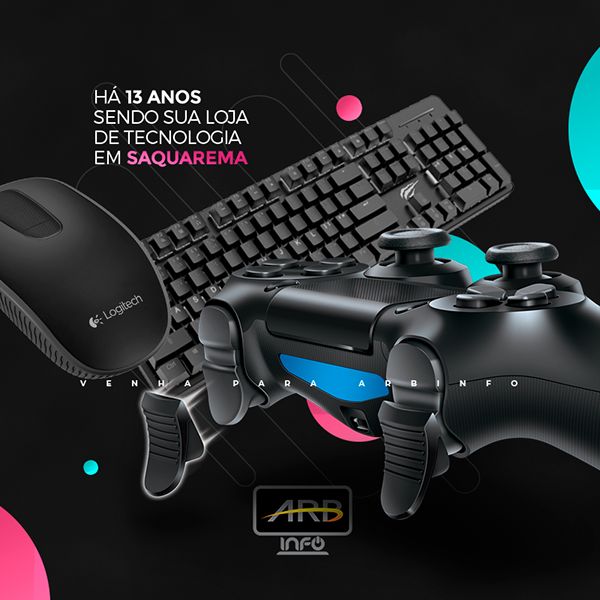 HÁ 13 ANOS
SENDO SUA LOJA
DE TECNOLOGIA
EM SAQUAREMA
Logitech
VENHA PARA ARBINFO
ARB
INFO